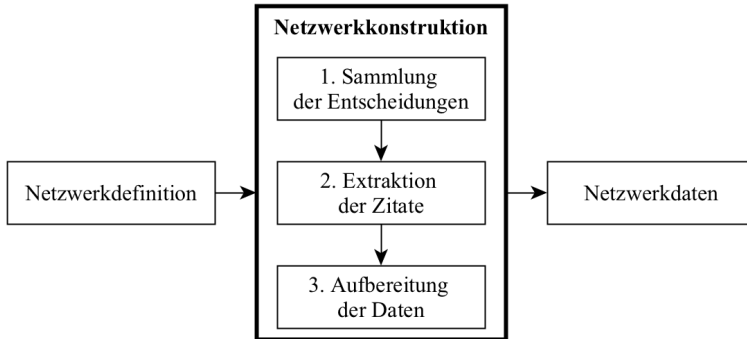 Netzwerkkonstruktion
1. Sammlung
der Entscheidungen
Netzwerkdefinition
2. Extraktion
der Zitate
Netzwerkdaten
3. Aufbereitung
der Daten